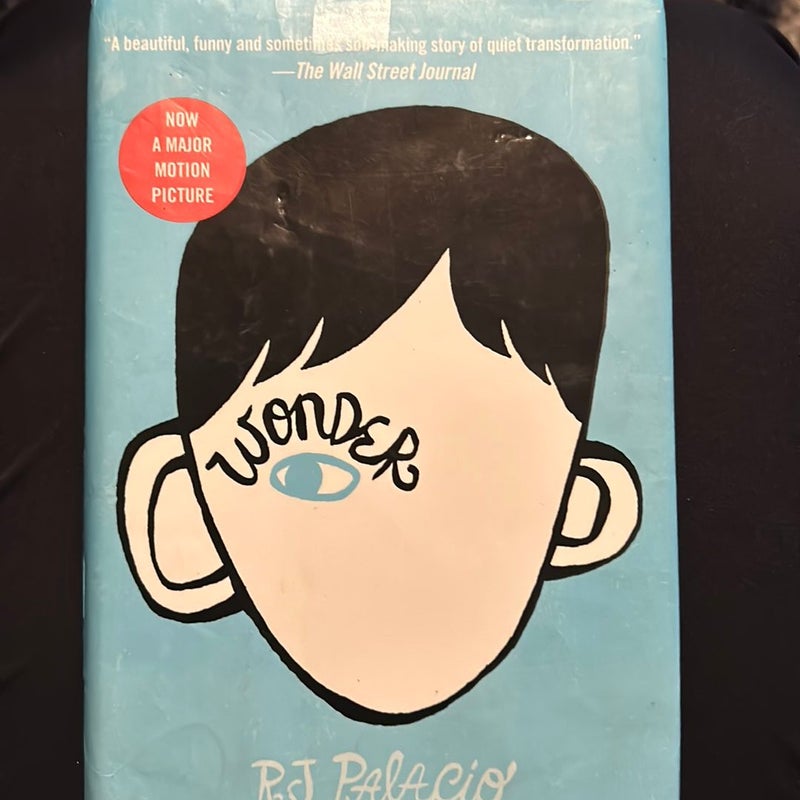 "A beautiful, funny and sometimes sob-making story of quiet transformation."
—The Wall Street Journal
NOW
A MAJOR
MOTION
PICTURE
WONDER
R.J. PALACIO